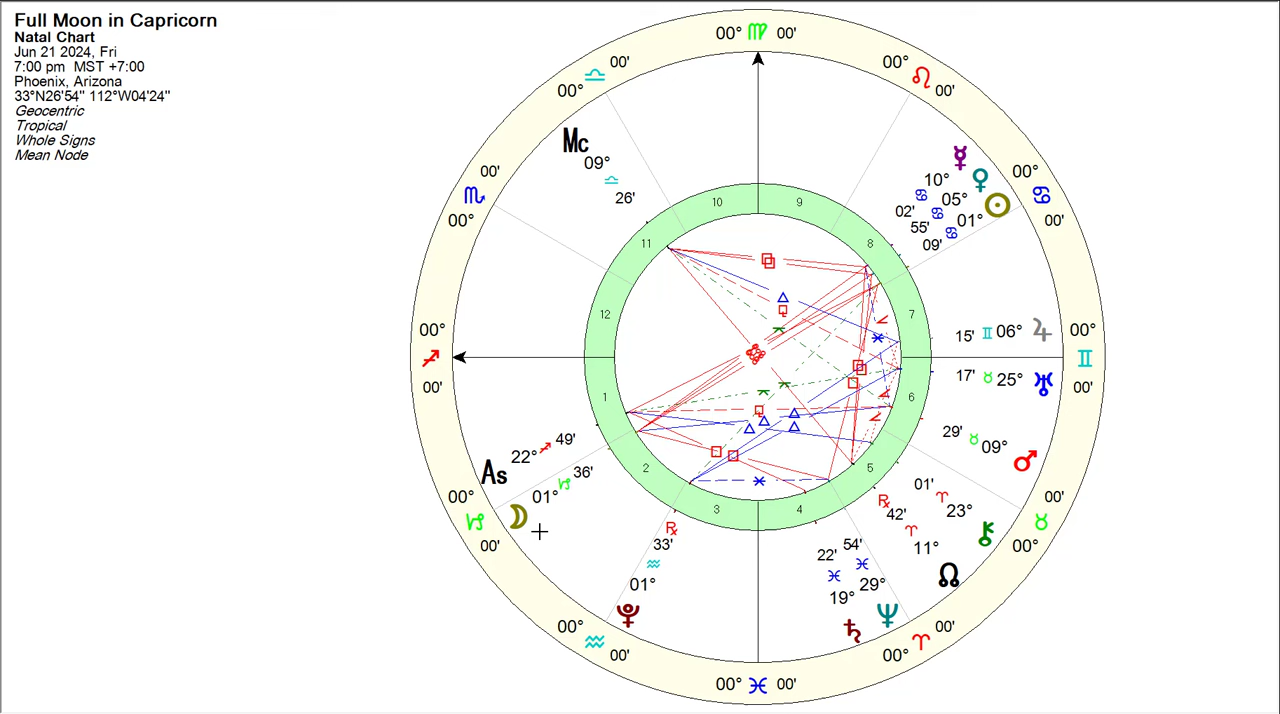 Full Moon in Capricorn
Natal Chart
Jun 21 2024, Fri
7:00 pm MST +7:00
Phoenix, Arizona
33°N26'54" 112°W04'24"
Geocentric
Tropical
Whole Signs
Mean Node
00° ♍ 00'
00° ♎ 00'
00° ♌ 00'
00° ♏ 00'
00° ♋ 00'
00° ♐ 00'
00° ♊ 00'
00° ♑ 00'
00° ♉ 00'
00° ♒ 00'
00° ♈ 00'
00° ♓ 00'
Mc 09° ♎ 26'
☿ 10° ♋ 02'
♀ 05° ♋ 55'
☉ 01° ♋ 09'
♃ 06° ♊ 15'
♅ 25° ♉ 17'
♂ 09° ♉ 29'
⚷ 23° ♈ 01'
☊ 11° ♈ 42' ℞
♆ 29° ♓ 54'
♄ 19° ♓ 22'
♇ 01° ♒ 33' ℞
☽ 01° ♑ 36'
As 22° ♐ 49'
1
2
3
4
5
6
7
8
9
10
11
12